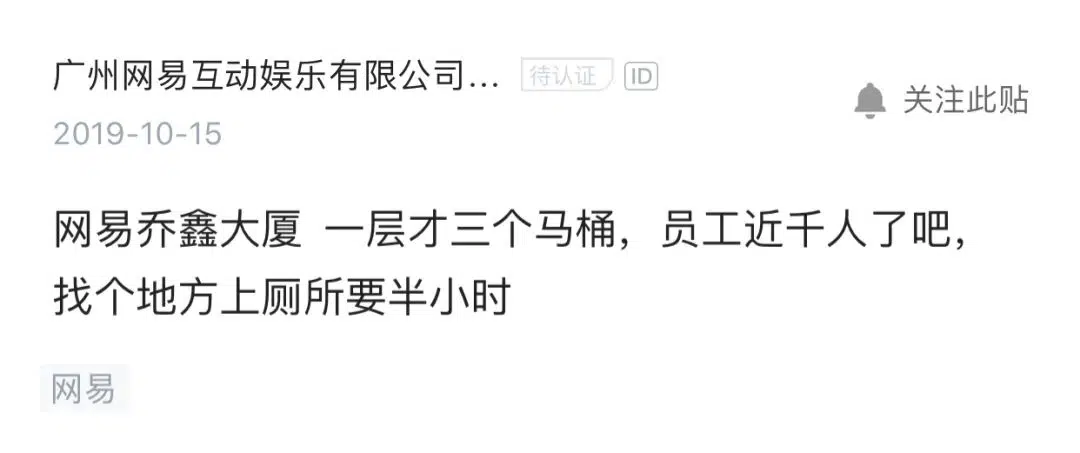 广州网易互动娱乐有限公司... 待认证 ID
关注此贴
2019-10-15
网易乔鑫大厦 一层才三个马桶，员工近千人了吧，
找个地方上厕所要半小时
网易